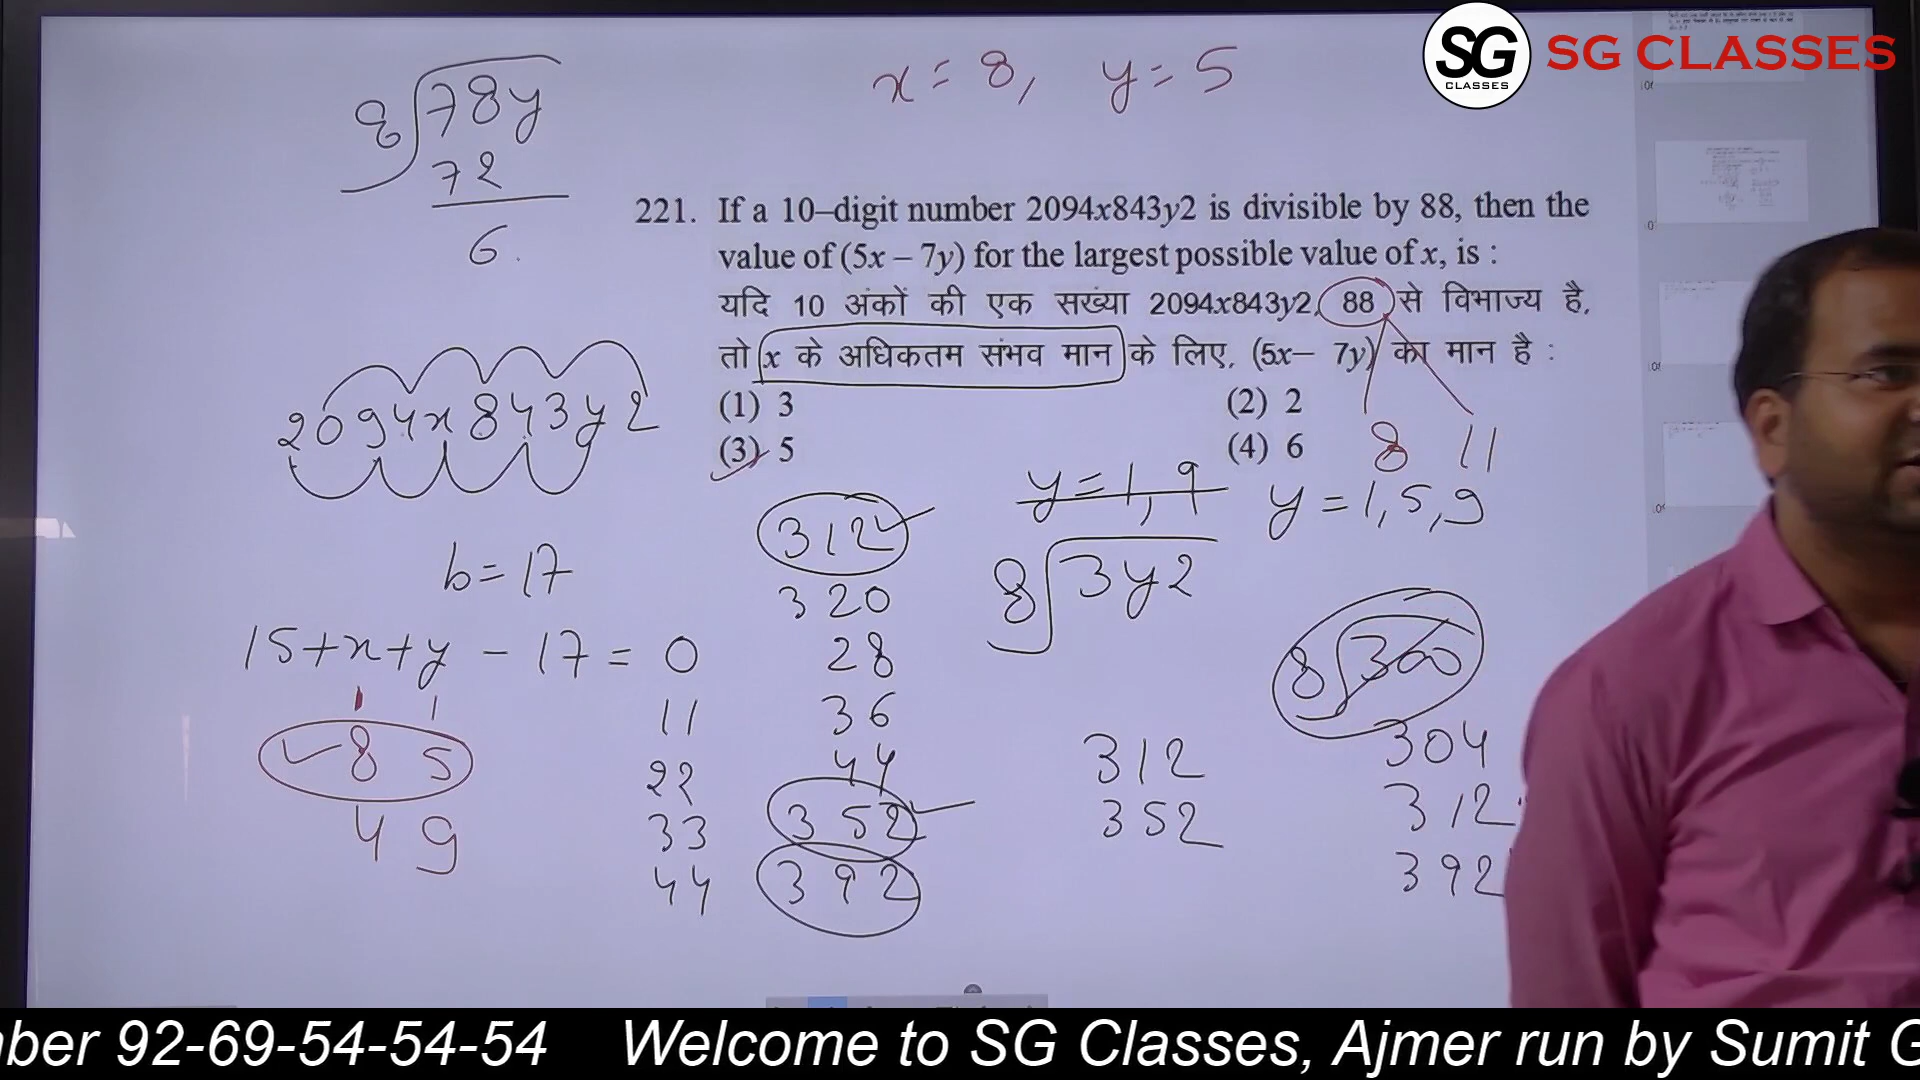 SG
CLASSES
SG CLASSES
x = 8, y = 5
8 78y
72
6
221. If a 10–digit number 2094x843y2 is divisible by 88, then the
value of (5x – 7y) for the largest possible value of x, is :
यदि 10 अंकों की एक सख्या 2094x843y2, 88 से विभाज्य है,
तो x के अधिकतम संभव मान के लिए, (5x– 7y) का मान है :
(1) 3
(2) 2
(3) 5
(4) 6
8 11
2094x843y2
y = 1, 9
y = 1, 5, 9
b = 17
15+x+y - 17 = 0
1 1
8 5
4 9
11
22
33
44
312
320
28
36
44
352
392
8 3y2
312
352
8 300
304
312
392
mber 92-69-54-54-54 Welcome to SG Classes, Ajmer run by Sumit G